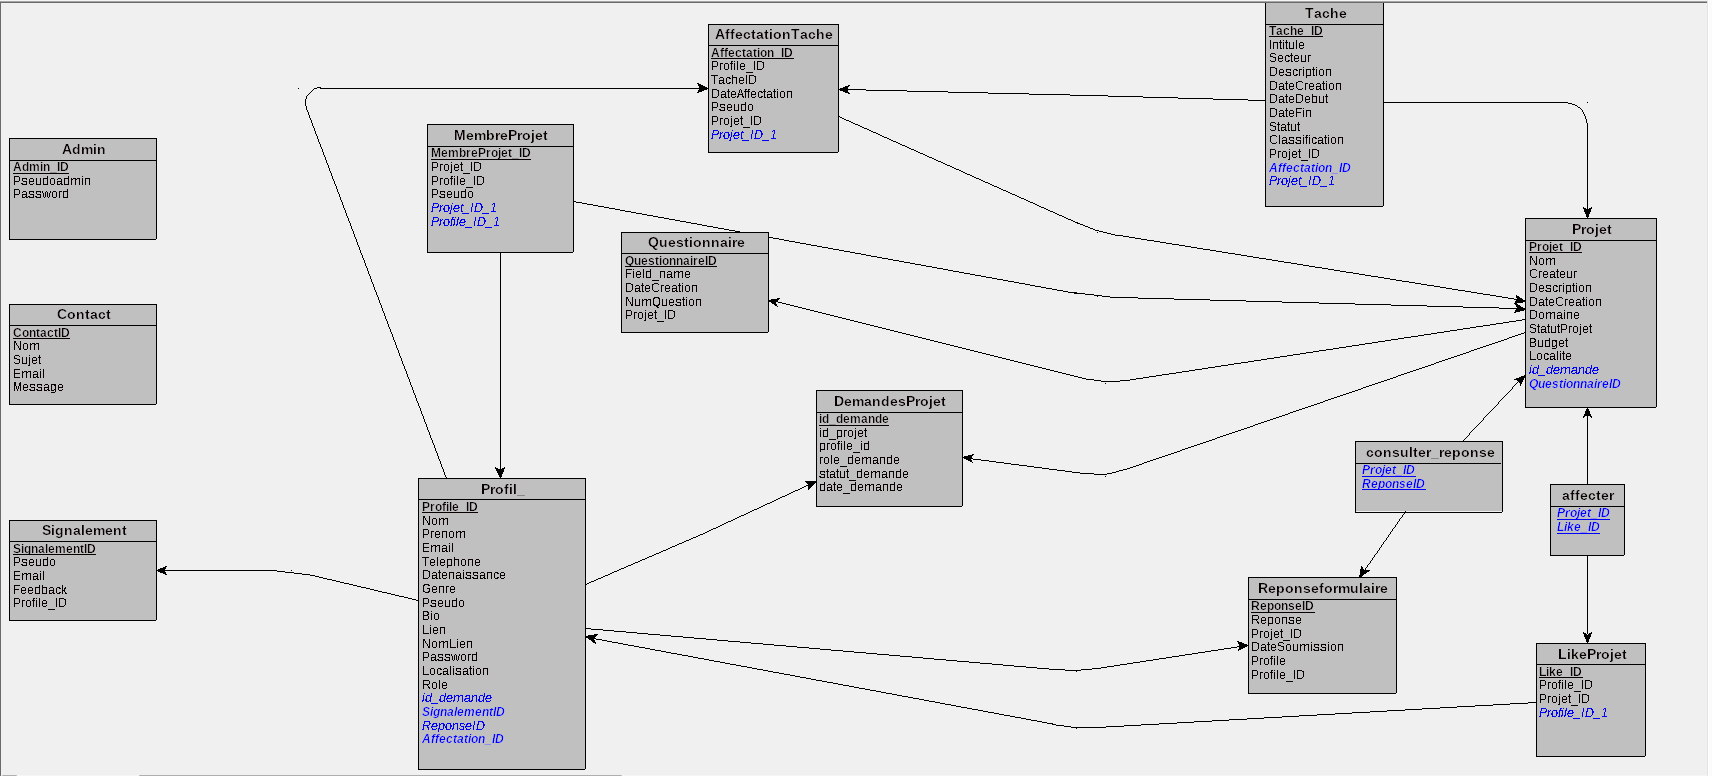 Tache
Tache_ID
Intitule
Secteur
Description
DateCreation
DateDebut
DateFin
Statut
Classification
Projet_ID
Affectation_ID
Projet_ID_1
AffectationTache
Affectation_ID
Profile_ID
TacheID
DateAffectation
Pseudo
Projet_ID
Projet_ID_1
MembreProjet
MembreProjet_ID
Projet_ID
Profile_ID
Pseudo
Projet_ID_1
Profile_ID_1
Admin
Admin_ID
Pseudoadmin
Password
Projet
Projet_ID
Nom
Createur
Description
DateCreation
Domaine
StatutProjet
Budget
Localite
id_demande
QuestionnaireID
Questionnaire
QuestionnaireID
Field_name
DateCreation
NumQuestion
Projet_ID
Contact
ContactID
Nom
Sujet
Email
Message
DemandesProjet
id_demande
id_projet
profile_id
role_demande
statut_demande
date_demande
consulter_reponse
Projet_ID
ReponseID
Profil_
Profile_ID
Nom
Prenom
Email
Telephone
Datenaissance
Genre
Pseudo
Bio
Lien
NomLien
Password
Localisation
Role
id_demande
SignalementID
ReponseID
Affectation_ID
affecter
Projet_ID
Like_ID
Signalement
SignalementID
Pseudo
Email
Feedback
Profile_ID
Reponseformulaire
ReponseID
Reponse
Projet_ID
DateSoumission
Profile
Profile_ID
LikeProjet
Like_ID
Profile_ID
Projet_ID
Profile_ID_1